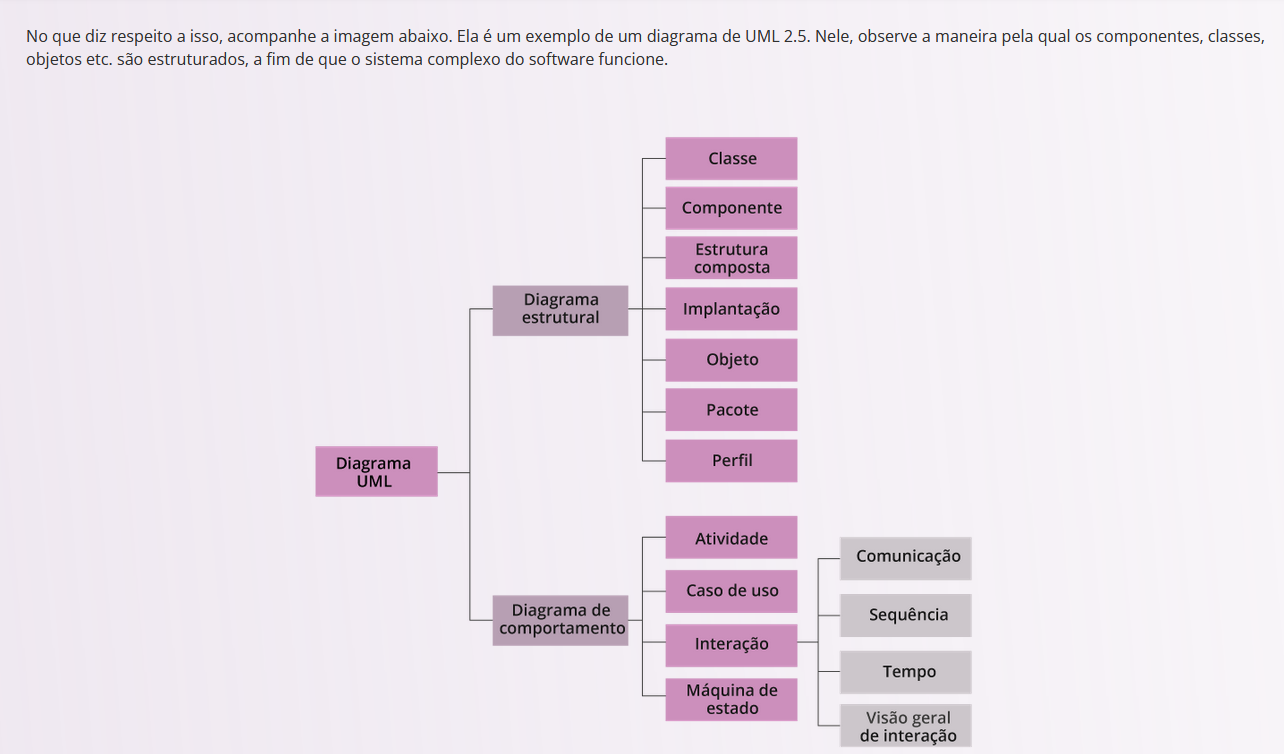 No que diz respeito a isso, acompanhe a imagem abaixo. Ela é um exemplo de um diagrama de UML 2.5. Nele, observe a maneira pela qual os componentes, classes,
objetos etc. são estruturados, a fim de que o sistema complexo do software funcione.
Classe
Componente
Estrutura
composta
Diagrama
estrutural
Implantação
Objeto
Pacote
Perfil
Diagrama
UML
Atividade
Caso de uso
Diagrama de
comportamento
Interação
Máquina de
estado
Comunicação
Sequência
Tempo
Visão geral
de interação